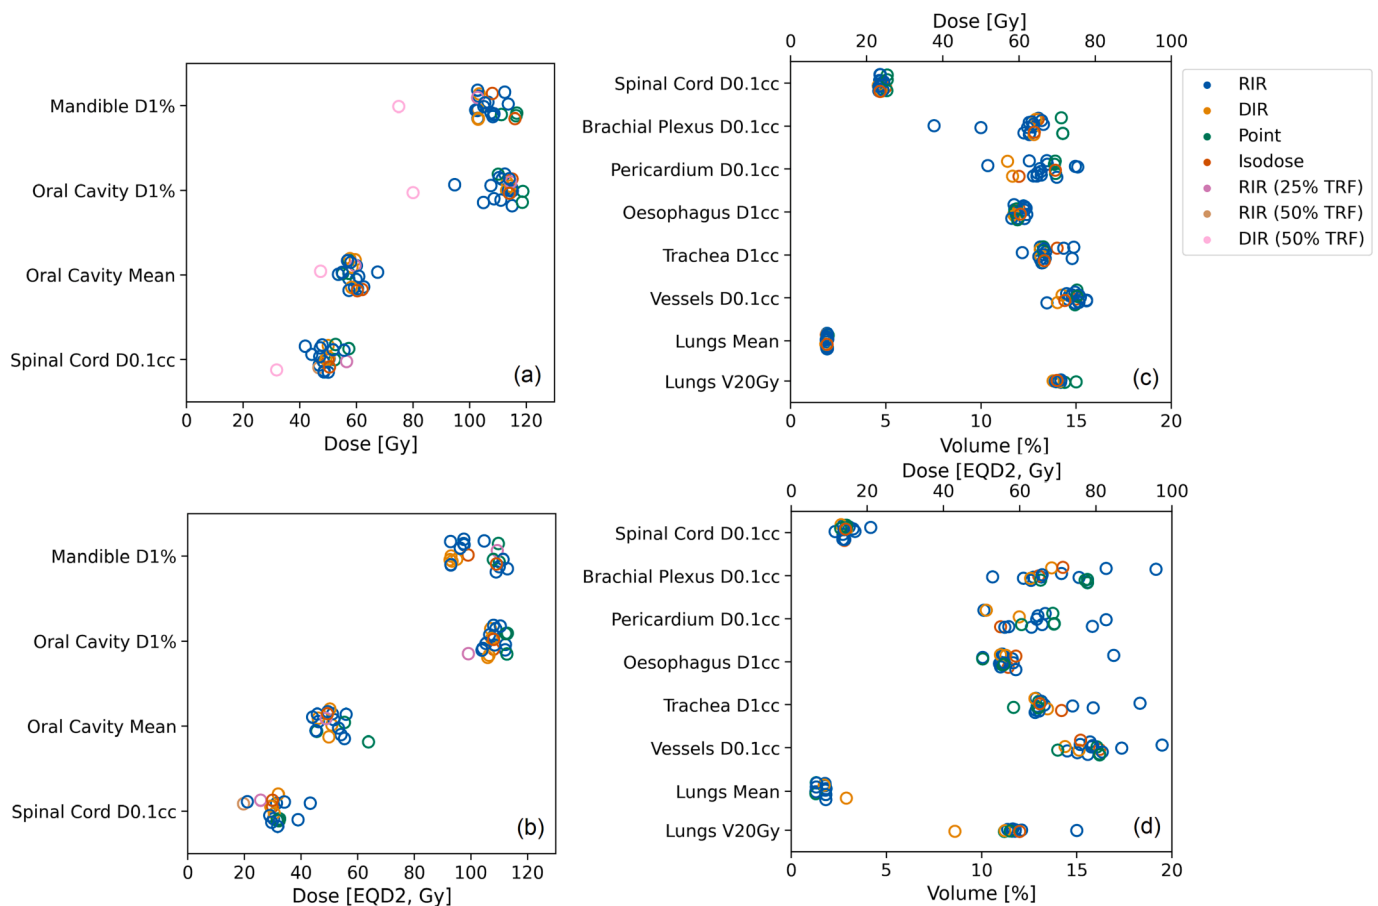 Mandible D1%
Oral Cavity D1%
Oral Cavity Mean
Spinal Cord D0.1cc
(a)
0 20 40 60 80 100 120
Dose [Gy]
Dose [Gy]
0 20 40 60 80 100
Spinal Cord D0.1cc
Brachial Plexus D0.1cc
Pericardium D0.1cc
Oesophagus D1cc
Trachea D1cc
Vessels D0.1cc
Lungs Mean
Lungs V20Gy
(c)
0 5 10 15 20
Volume [%]
RIR
DIR
Point
Isodose
RIR (25% TRF)
RIR (50% TRF)
DIR (50% TRF)
Mandible D1%
Oral Cavity D1%
Oral Cavity Mean
Spinal Cord D0.1cc
(b)
0 20 40 60 80 100 120
Dose [EQD2, Gy]
Dose [EQD2, Gy]
0 20 40 60 80 100
Spinal Cord D0.1cc
Brachial Plexus D0.1cc
Pericardium D0.1cc
Oesophagus D1cc
Trachea D1cc
Vessels D0.1cc
Lungs Mean
Lungs V20Gy
(d)
0 5 10 15 20
Volume [%]